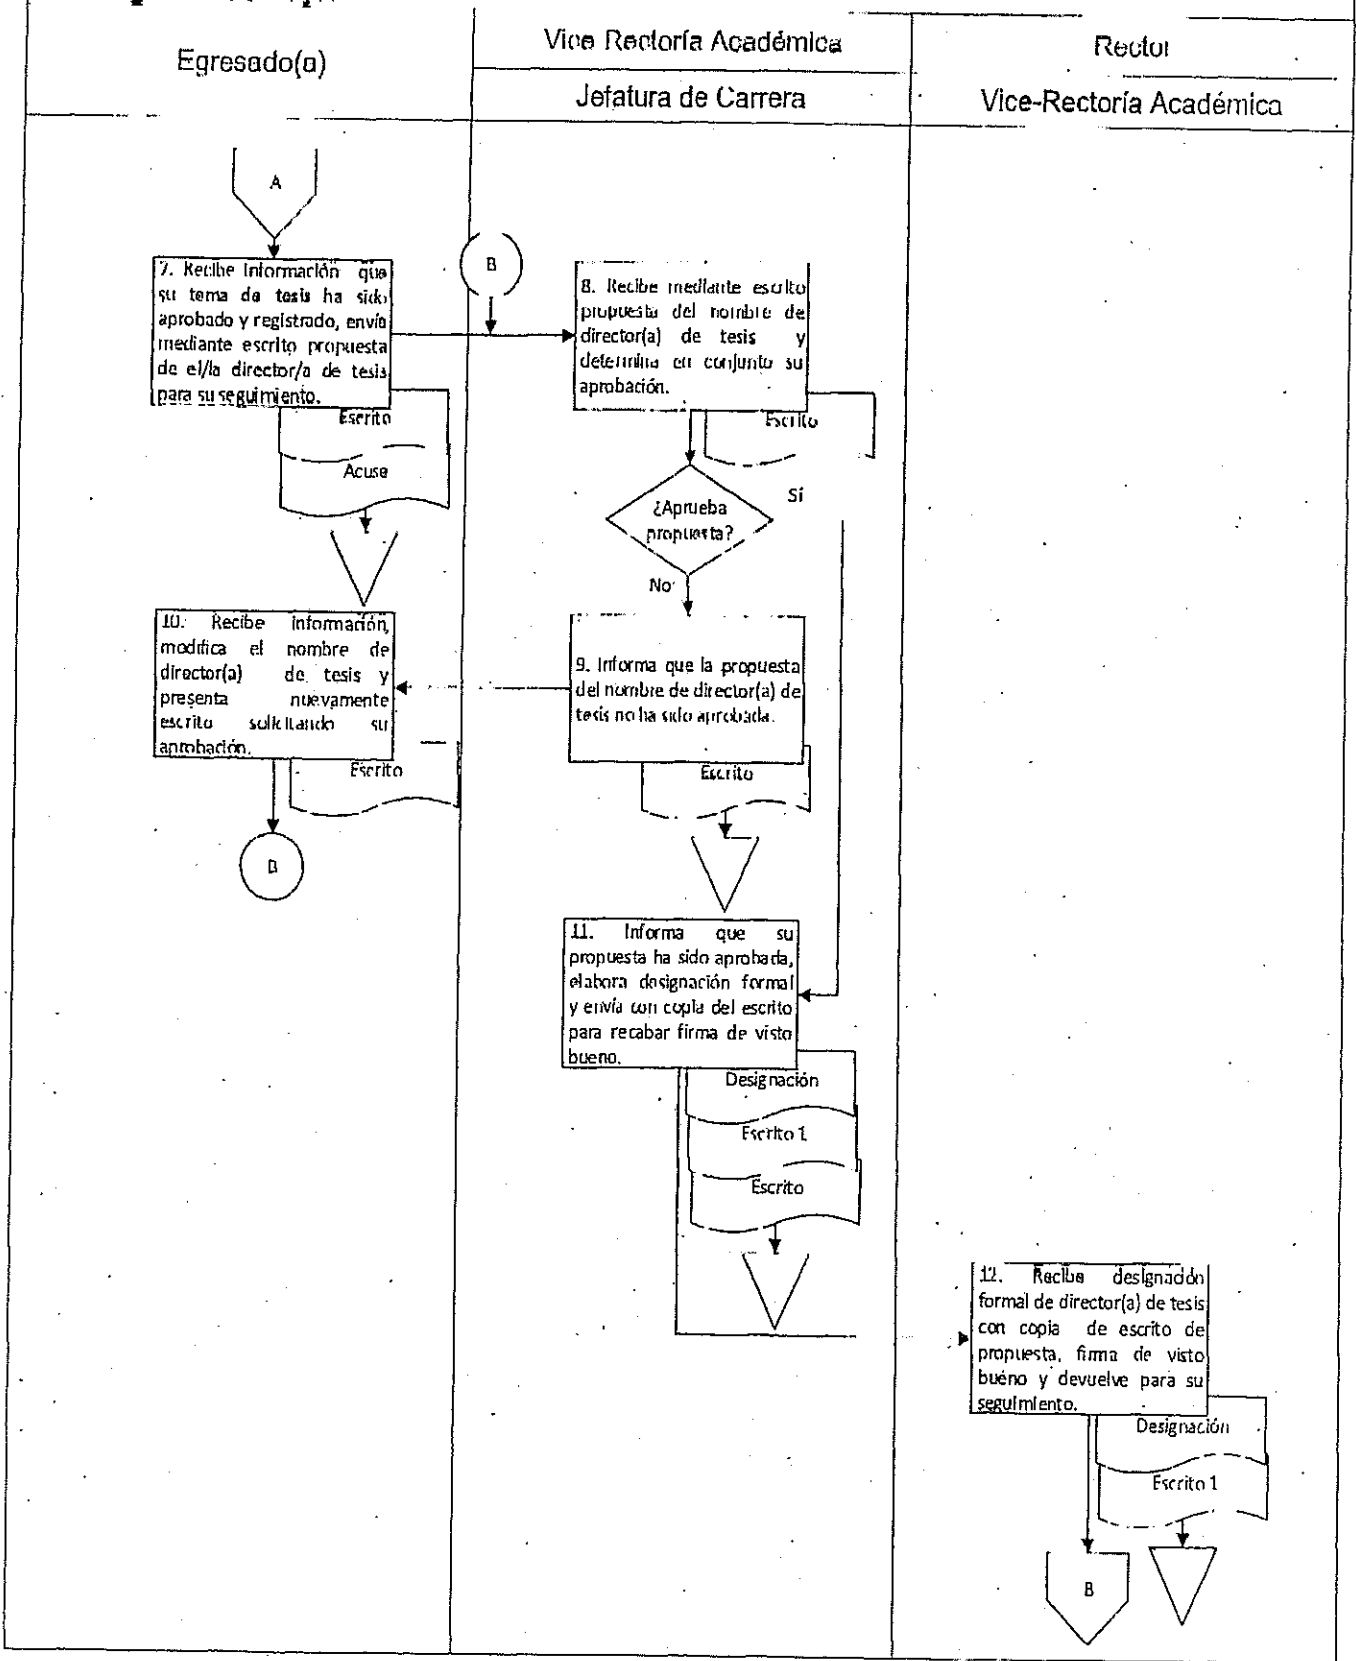 Egresado(a)
Vice Rectoría Académica
Jefatura de Carrera
Rector
Vice-Rectoría Académica
A
7. Recibe información que
su tema de tesis ha sido
aprobado y registrado, envía
mediante escrito propuesta
de el/la director/a de tesis
para su seguimiento.
Escrito
Acuse
B
8. Recibe mediante escrito
propuesta del nombre de
director(a) de tesis y
determina en conjunto su
aprobación.
Escrito
¿Aprueba
propuesta?
Sí
No
9. Informa que la propuesta
del nombre de director(a) de
tesis no ha sido aprobada.
Escrito
10. Recibe información,
modifica el nombre de
director(a) de tesis y
presenta nuevamente
escrito solicitando su
aprobación.
Escrito
B
11. Informa que su
propuesta ha sido aprobada,
elabora designación formal
y envía con copia del escrito
para recabar firma de visto
bueno.
Designación
Escrito 1
Escrito
12. Recibe designación
formal de director(a) de tesis
con copia de escrito de
propuesta, firma de visto
bueno y devuelve para su
seguimiento.
Designación
Escrito 1
B